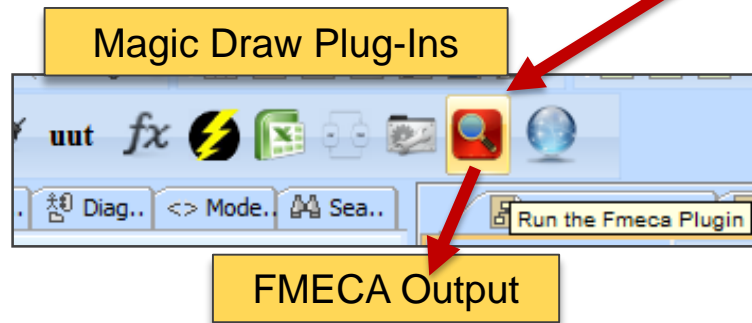 Magic Draw Plug-Ins
uut fx
Diag.. <> Mode.. Sea..
Run the Fmeca Plugin
FMECA Output